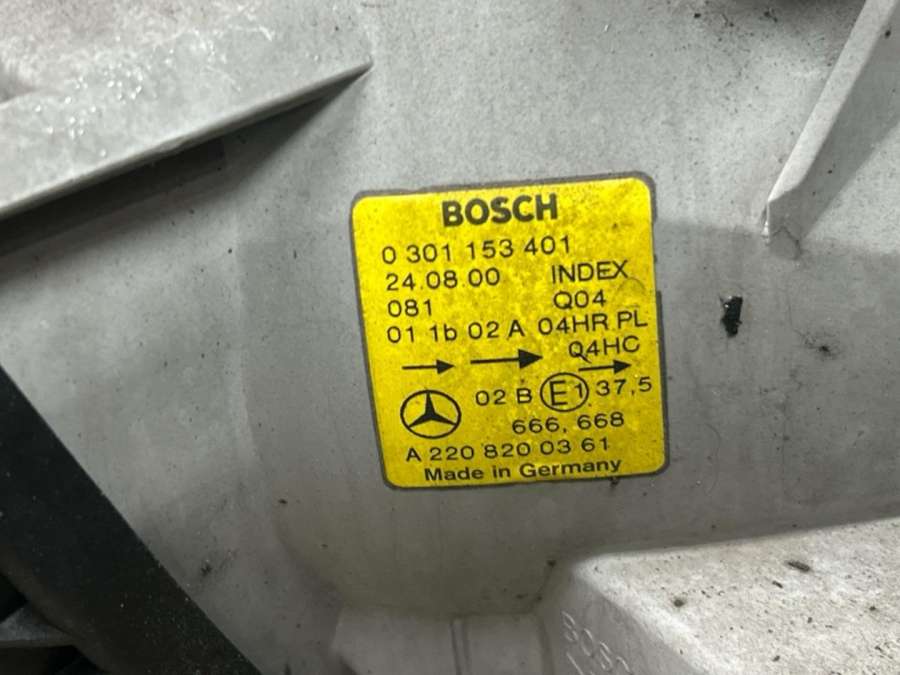 BOSCH
0 301 153 401
24.08.00 INDEX
081 Q04
01 1b 02 A 04HR PL
04HC
02 B E1 37,5
666, 668
A 220 820 03 61
Made in Germany